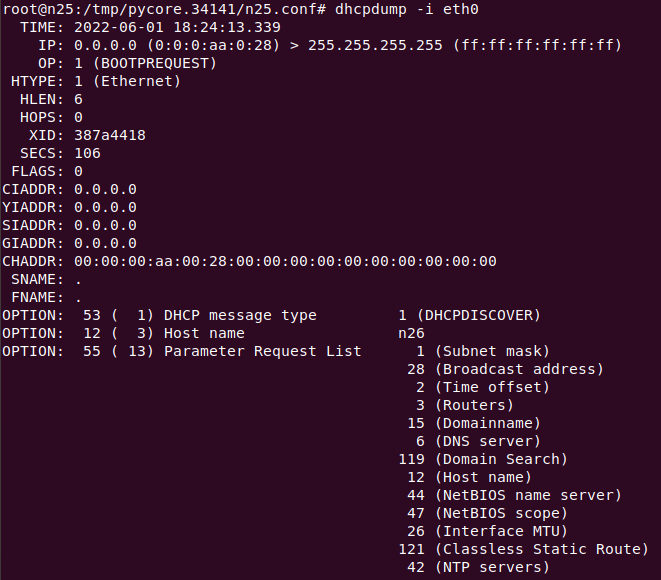 root@n25:/tmp/pycore.34141/n25.conf# dhcpdump -i eth0
  TIME: 2022-06-01 18:24:13.339
    IP: 0.0.0.0 (0:0:0:aa:0:28) > 255.255.255.255 (ff:ff:ff:ff:ff:ff)
    OP: 1 (BOOTPREQUEST)
 HTYPE: 1 (Ethernet)
  HLEN: 6
  HOPS: 0
   XID: 387a4418
  SECS: 106
 FLAGS: 0
CIADDR: 0.0.0.0
YIADDR: 0.0.0.0
SIADDR: 0.0.0.0
GIADDR: 0.0.0.0
CHADDR: 00:00:00:aa:00:28:00:00:00:00:00:00:00:00:00:00
 SNAME: .
 FNAME: .
OPTION:  53 (  1) DHCP message type         1 (DHCPDISCOVER)
OPTION:  12 (  3) Host name                 n26
OPTION:  55 ( 13) Parameter Request List      1 (Subnet mask)
                                             28 (Broadcast address)
                                              2 (Time offset)
                                              3 (Routers)
                                             15 (Domainname)
                                              6 (DNS server)
                                            119 (Domain Search)
                                             12 (Host name)
                                             44 (NetBIOS name server)
                                             47 (NetBIOS scope)
                                             26 (Interface MTU)
                                            121 (Classless Static Route)
                                             42 (NTP servers)